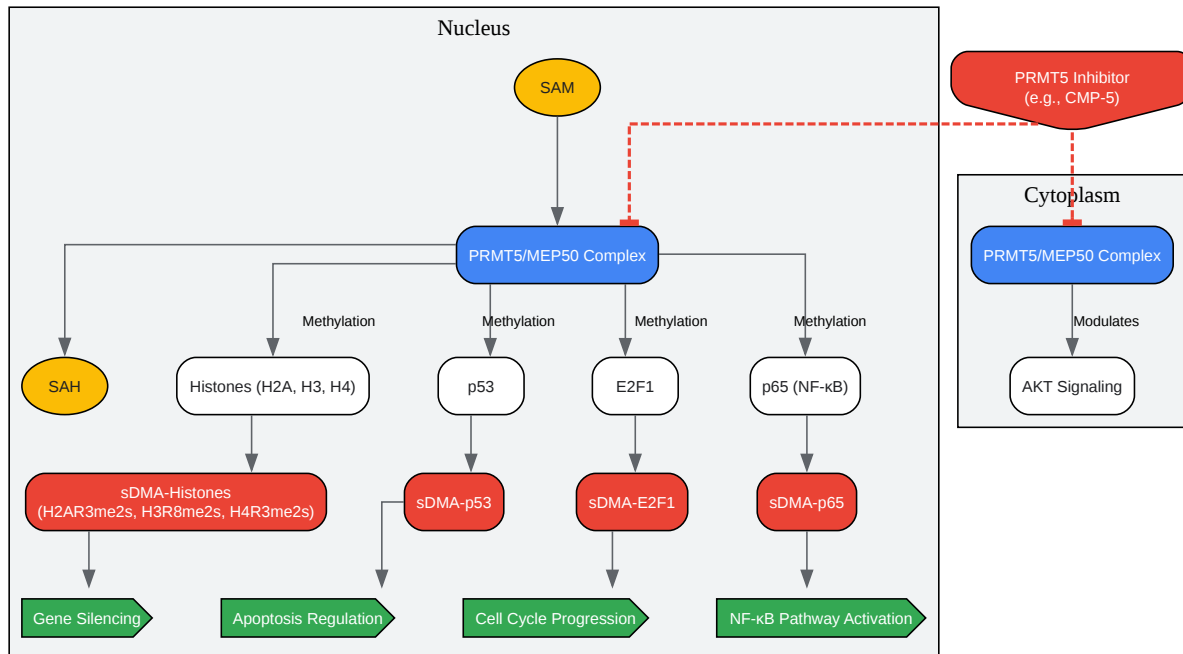 Nucleus
SAM
PRMT5 Inhibitor
(e.g., CMP-5)
Cytoplasm
PRMT5/MEP50 Complex
PRMT5/MEP50 Complex
Methylation
Methylation
Methylation
Methylation
Modulates
SAH
Histones (H2A, H3, H4)
p53
E2F1
p65 (NF-κB)
AKT Signaling
sDMA-Histones
(H2AR3me2s, H3R8me2s, H4R3me2s)
sDMA-p53
sDMA-E2F1
sDMA-p65
Gene Silencing
Apoptosis Regulation
Cell Cycle Progression
NF-κB Pathway Activation